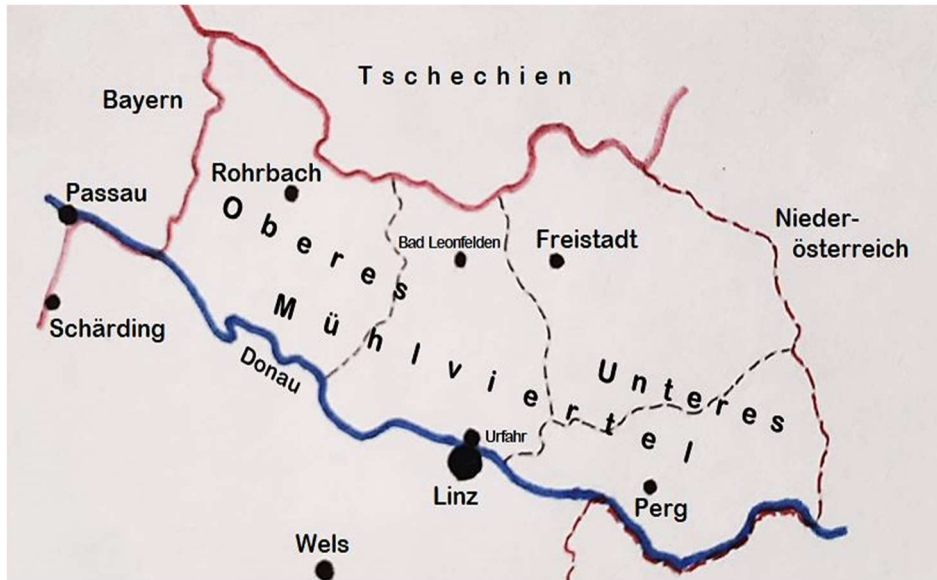 Tschechien
Bayern
Rohrbach
Passau
Oberes
Nieder-
österreich
Bad Leonfelden
Freistadt
Schärding
Mühlviertel
Donau
Unteres
Urfahr
Linz
Perg
Wels